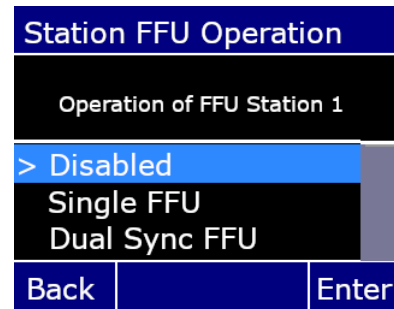 Station FFU Operation
Operation of FFU Station 1
> Disabled
Single FFU
Dual Sync FFU
Back Enter